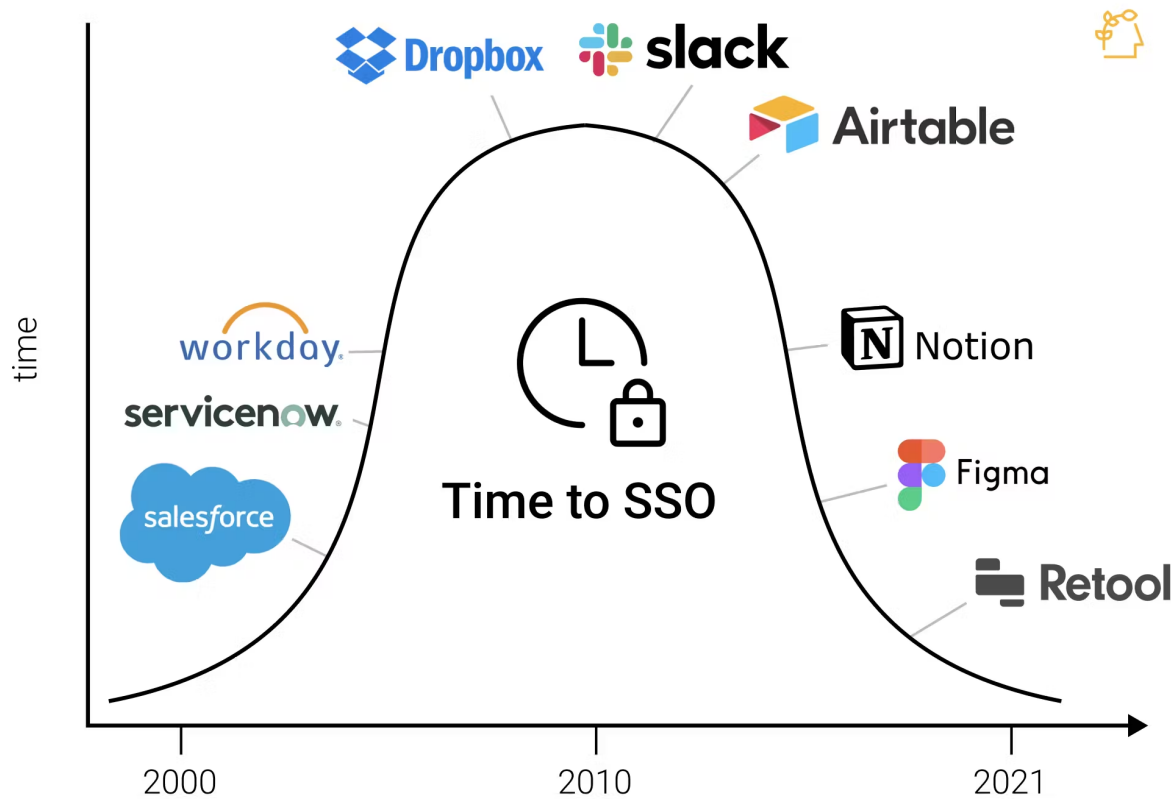 Dropbox
slack
Airtable
time
workday®
N Notion
servicenow®
Figma
salesforce
Time to SSO
Retool
2000
2010
2021